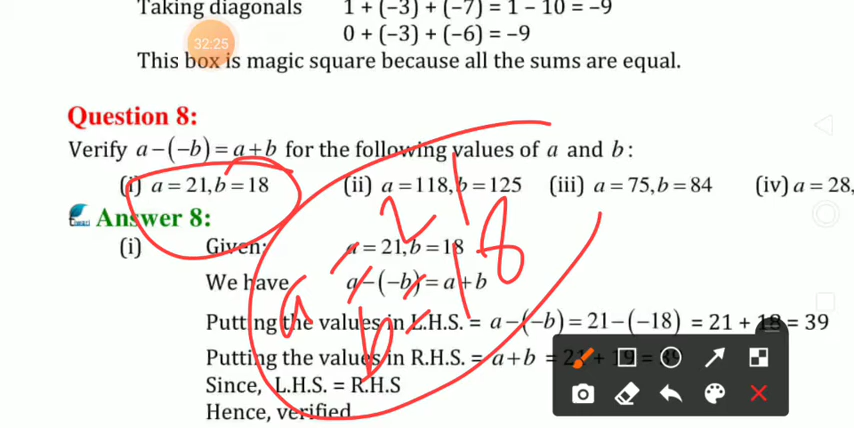 Taking diagonals 1 + (−3) + (−7) = 1 − 10 = −9
0 + (−3) + (−6) = −9
32:25
This box is magic square because all the sums are equal.
Question 8:
Verify a − (−b) = a + b for the following values of a and b:
(i) a = 21, b = 18 (ii) a = 118, b = 125 (iii) a = 75, b = 84 (iv) a = 28,
Answer 8:
(i) Given: a = 21, b = 18
We have a − (−b) = a + b
Putting the values in L.H.S. = a − (−b) = 21 − (−18) = 21 + 18 = 39
Putting the values in R.H.S. = a + b = 21 + 19 = 39
Since, L.H.S. = R.H.S
Hence, verified
a = 21
b = 18